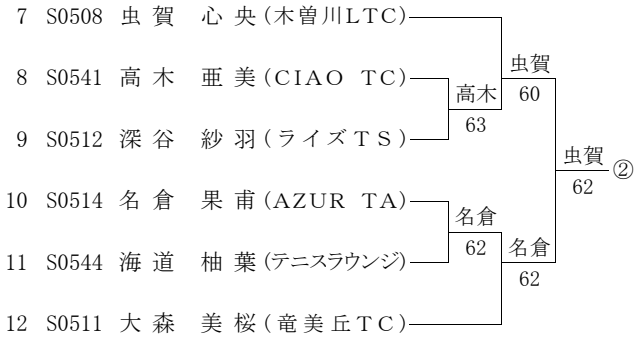 7 S0508 虫賀 心央(木曽川LTC)
虫賀
8 S0541 高木 亜美(CIAO TC)
高木
60
63
9 S0512 深谷 紗羽(ライズTS)
虫賀
②
62
10 S0514 名倉 果甫(AZUR TA)
名倉
62
名倉
11 S0544 海道 柚葉(テニスラウンジ)
62
12 S0511 大森 美桜(竜美丘TC)